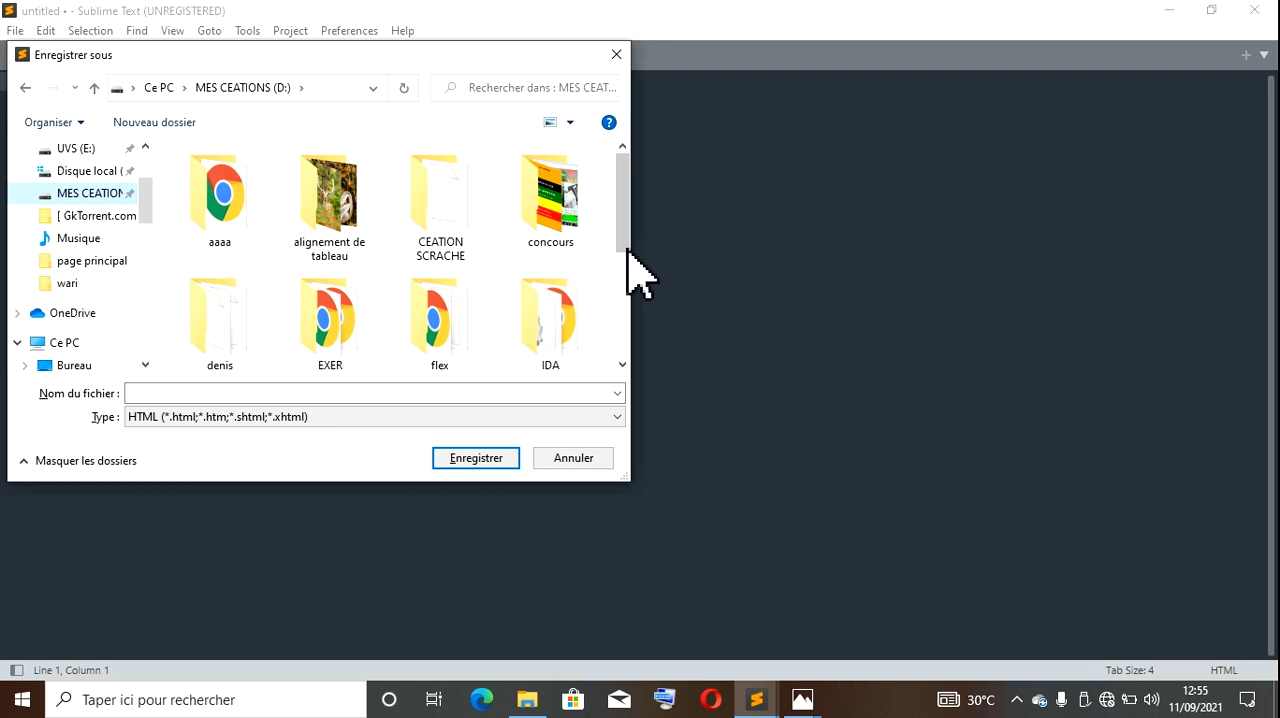 untitled • - Sublime Text (UNREGISTERED)
File Edit Selection Find View Goto Tools Project Preferences Help
Enregistrer sous
Ce PC MES CEATIONS (D:)
Rechercher dans : MES CEAT...
Organiser Nouveau dossier
UVS (E:)
Disque local (
MES CEATION
[ GkTorrent.com
Musique
page principal
wari
OneDrive
Ce PC
Bureau
aaaa
alignement de
tableau
CEATION
SCRACHE
concours
denis
EXER
flex
IDA
Nom du fichier :
Type : HTML (*.html;*.htm;*.shtml;*.xhtml)
Masquer les dossiers
Enregistrer Annuler
Line 1, Column 1
Tab Size: 4 HTML
Taper ici pour rechercher
30°C
12:55
11/09/2021